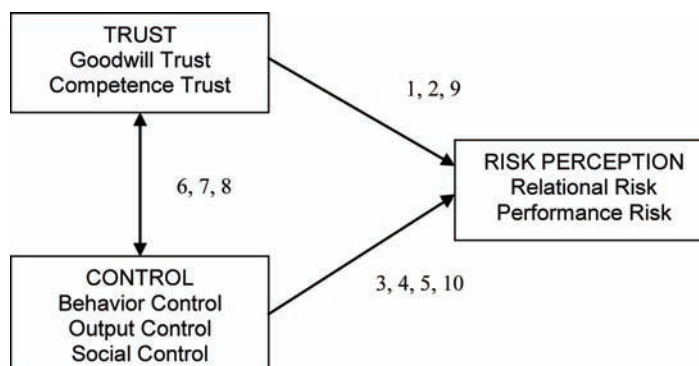 TRUST
Goodwill Trust
Competence Trust
1, 2, 9
RISK PERCEPTION
Relational Risk
Performance Risk
6, 7, 8
CONTROL
Behavior Control
Output Control
Social Control
3, 4, 5, 10